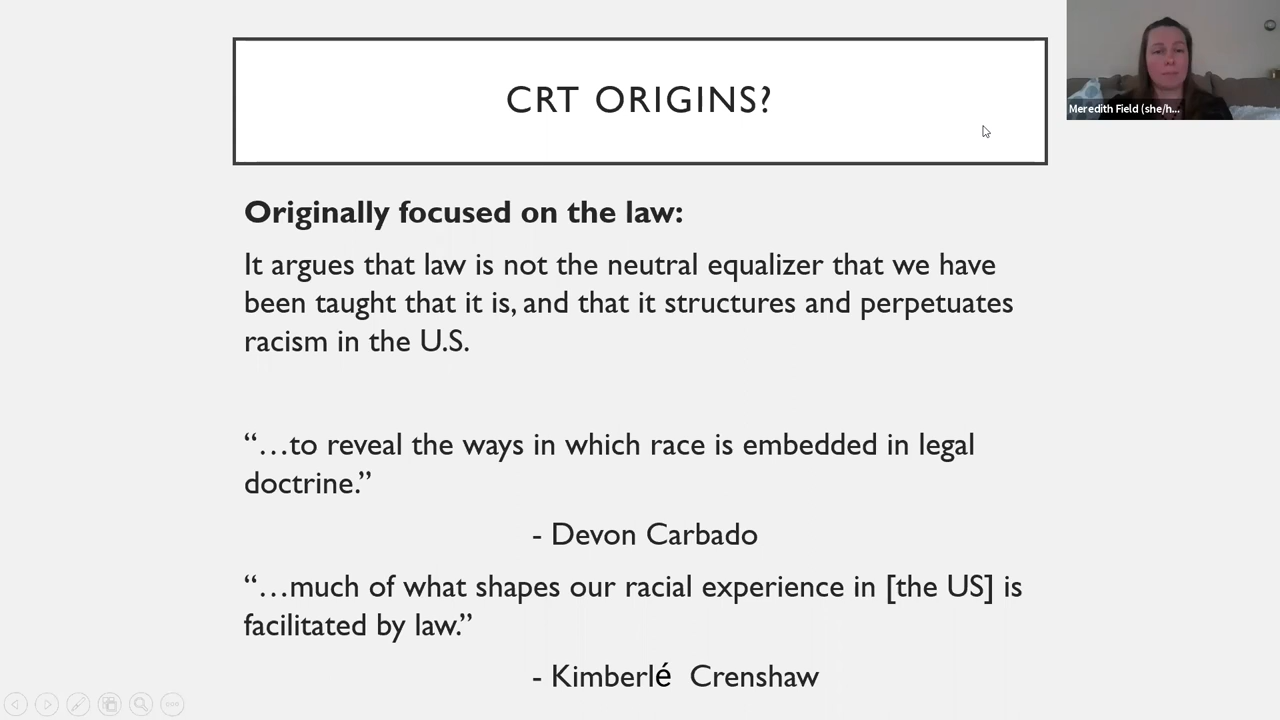 CRT ORIGINS?
Meredith Field (she/h...
Originally focused on the law:
It argues that law is not the neutral equalizer that we have
been taught that it is, and that it structures and perpetuates
racism in the U.S.
“…to reveal the ways in which race is embedded in legal
doctrine.”
- Devon Carbado
“…much of what shapes our racial experience in [the US] is
facilitated by law.”
- Kimberlé  Crenshaw